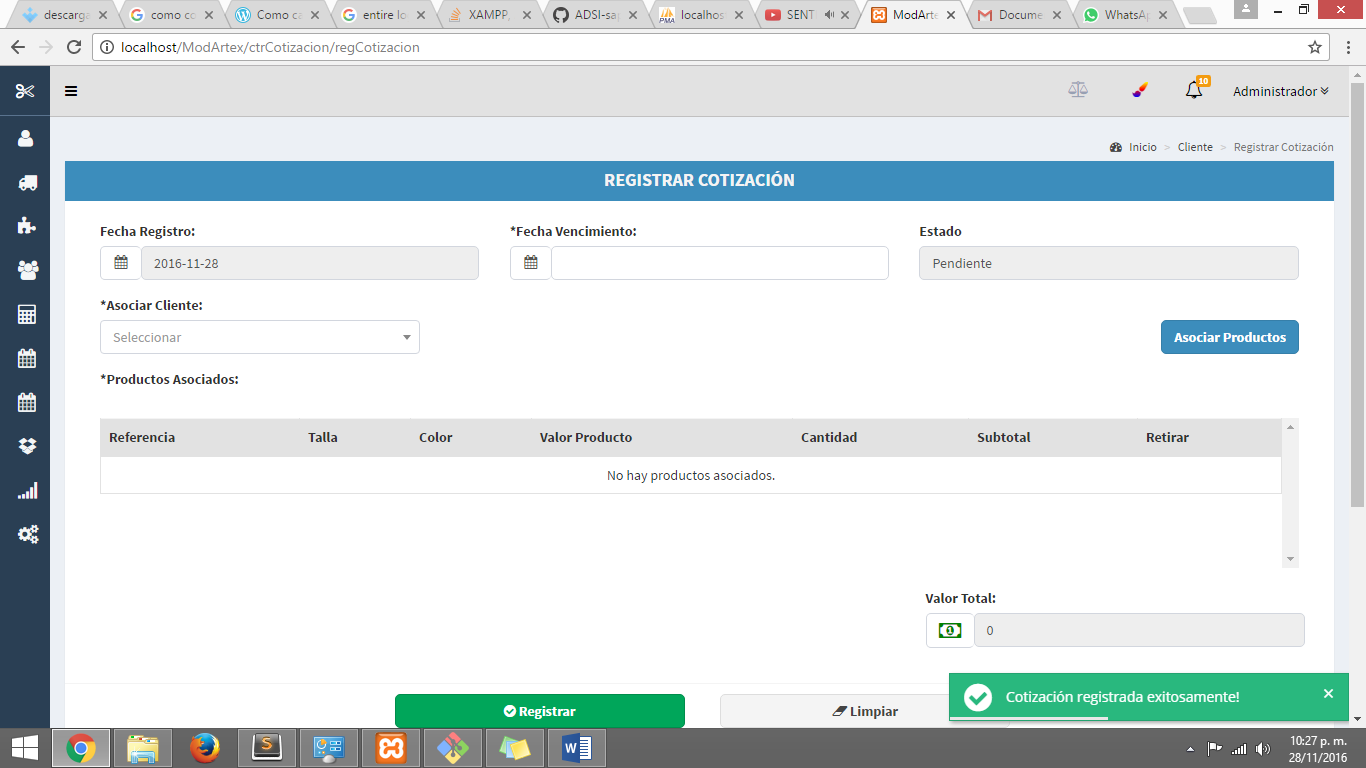 descarga
como co
Como ca
entire lo
XAMPP,
ADSI-sap
localhos
SENT
ModArte
Docume
WhatsAp
localhost/ModArtex/ctrCotizacion/regCotizacion
10
Administrador
Inicio > Cliente > Registrar Cotización
REGISTRAR COTIZACIÓN
Fecha Registro: *Fecha Vencimiento: Estado
2016-11-28 Pendiente
*Asociar Cliente:
Seleccionar Asociar Productos
*Productos Asociados:
Referencia Talla Color Valor Producto Cantidad Subtotal Retirar
No hay productos asociados.
Valor Total:
0
Registrar Limpiar
Cotización registrada exitosamente! ×
10:27 p. m.
28/11/2016